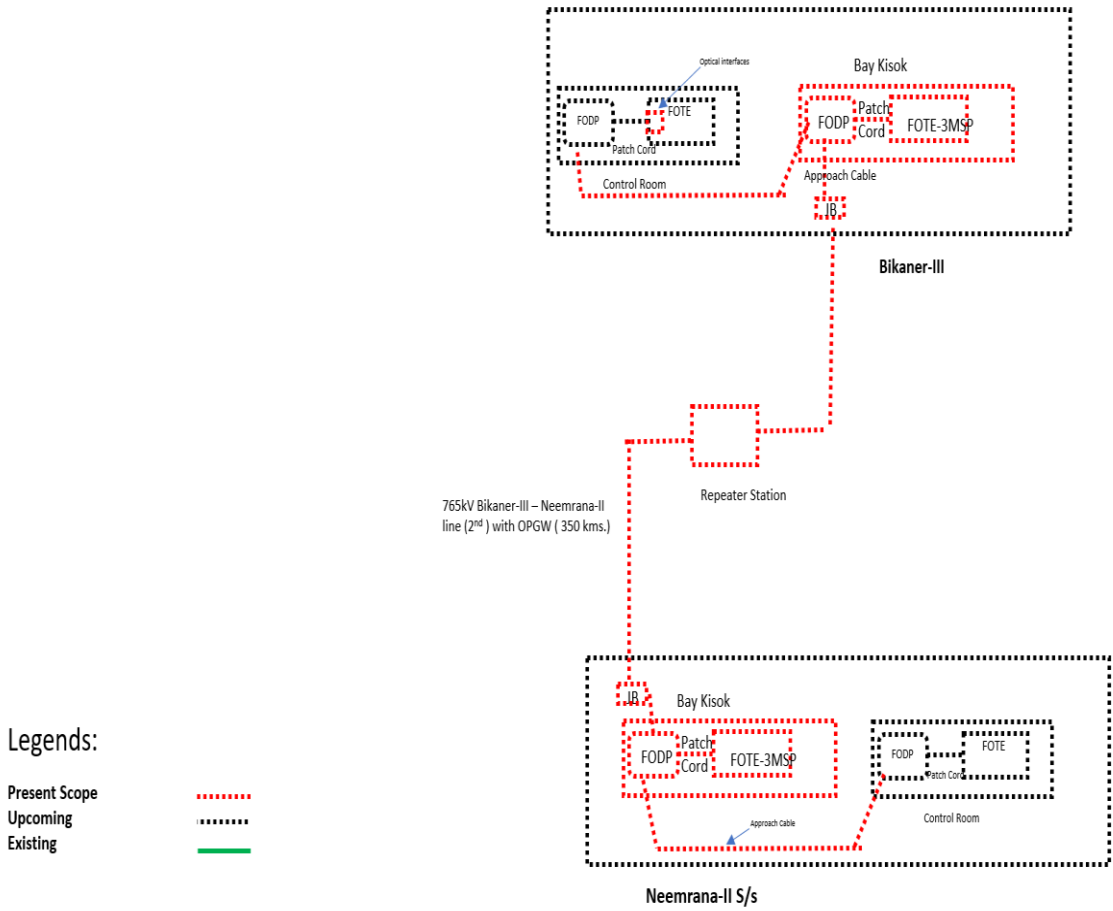 Optical interfaces
Bay Kisok
FODP
FOTE
Patch Cord
Control Room
FODP
Patch
Cord
FOTE-3MSP
Approach Cable
JB
Bikaner-III
Repeater Station
765kV Bikaner-III – Neemrana-II
line (2nd ) with OPGW ( 350 kms.)
JB
Bay Kisok
FODP
Patch
Cord
FOTE-3MSP
FODP
FOTE
Patch Cord
Control Room
Approach Cable
Neemrana-II S/s
Legends:
Present Scope
Upcoming
Existing